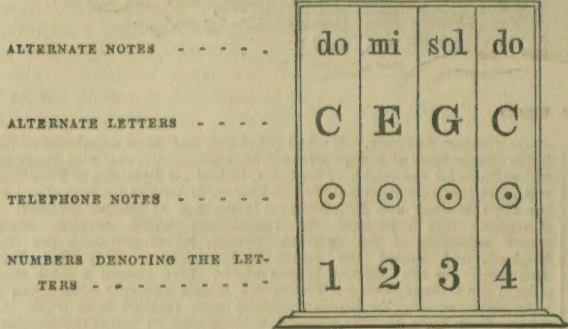 ALTERNATE NOTES - - - - - do mi sol do
ALTERNATE LETTERS - - - - C E G C
TELEPHONE NOTES - - - - -
NUMBERS DENOTING THE LET-
TERS - - - - - - - - - 1 2 3 4